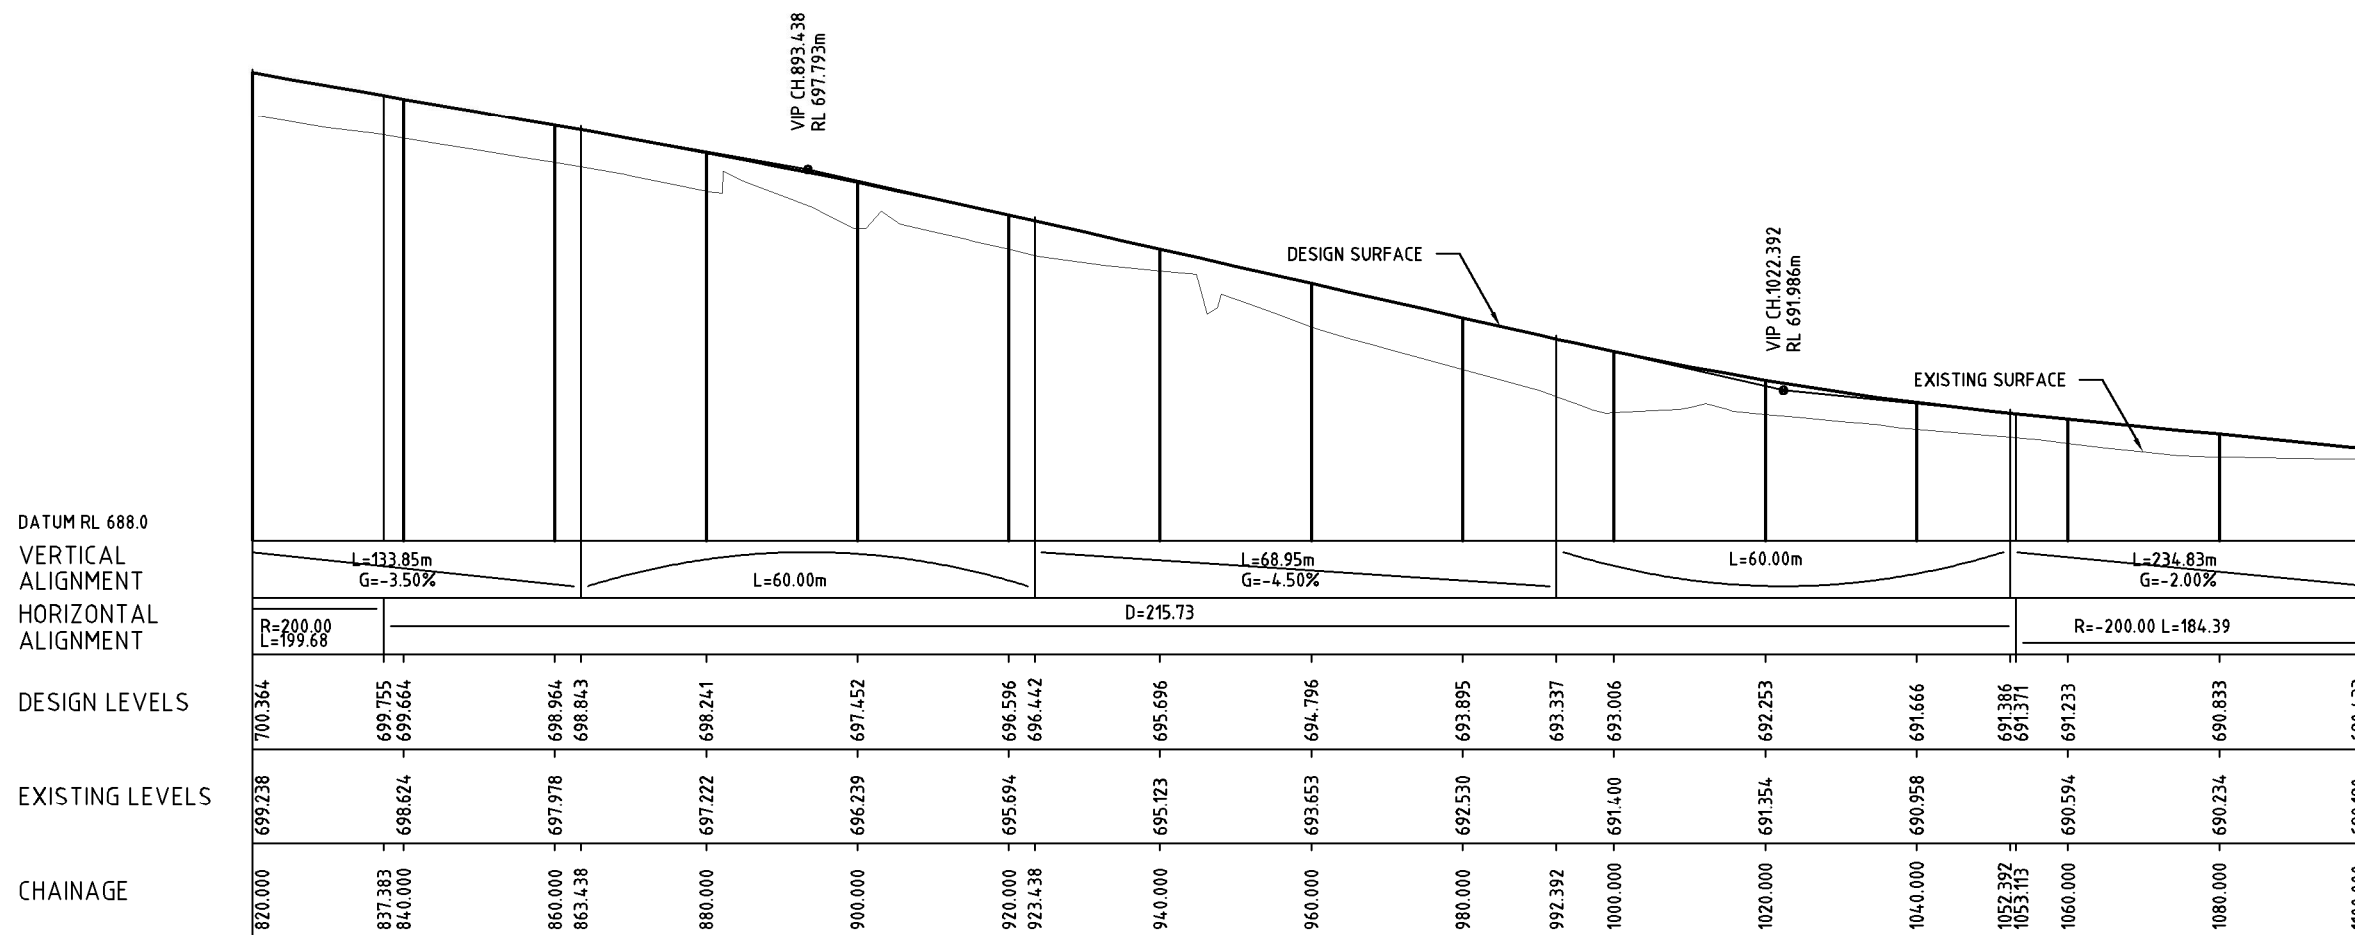 VIP CH.893.438
RL 697.793m
VIP CH.1022.392
RL 691.986m
DESIGN SURFACE
EXISTING SURFACE
DATUM RL 688.0
VERTICAL
ALIGNMENT
L=133.85m
G=-3.50%
L=60.00m
L=68.95m
G=-4.50%
L=60.00m
L=234.83m
G=-2.00%
HORIZONTAL
ALIGNMENT
R=200.00
L=199.68
D=215.73
R=-200.00 L=184.39
DESIGN LEVELS
700.364
699.755
699.664
698.964
698.843
698.241
697.452
696.596
696.442
695.696
694.796
693.895
693.337
693.006
692.253
691.666
691.386
691.371
691.233
690.833
EXISTING LEVELS
699.238
698.624
697.978
697.222
696.239
695.694
695.123
693.653
692.530
691.400
691.354
690.958
690.594
690.234
CHAINAGE
820.000
837.383
840.000
860.000
863.438
880.000
900.000
920.000
923.438
940.000
960.000
980.000
992.392
1000.000
1020.000
1040.000
1052.392
1053.113
1060.000
1080.000